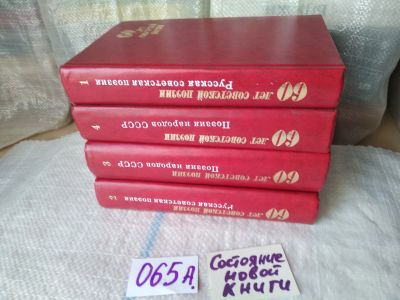 60 ЛЕТ СОВЕТСКОЙ ПОЭЗИИ
Русская советская поэзия 1
60 ЛЕТ СОВЕТСКОЙ ПОЭЗИИ
Поэзия народов СССР 4
60 ЛЕТ СОВЕТСКОЙ ПОЭЗИИ
Поэзия народов СССР 3
60 ЛЕТ СОВЕТСКОЙ ПОЭЗИИ
Русская советская поэзия 2
065А
Состояние
новой
книги